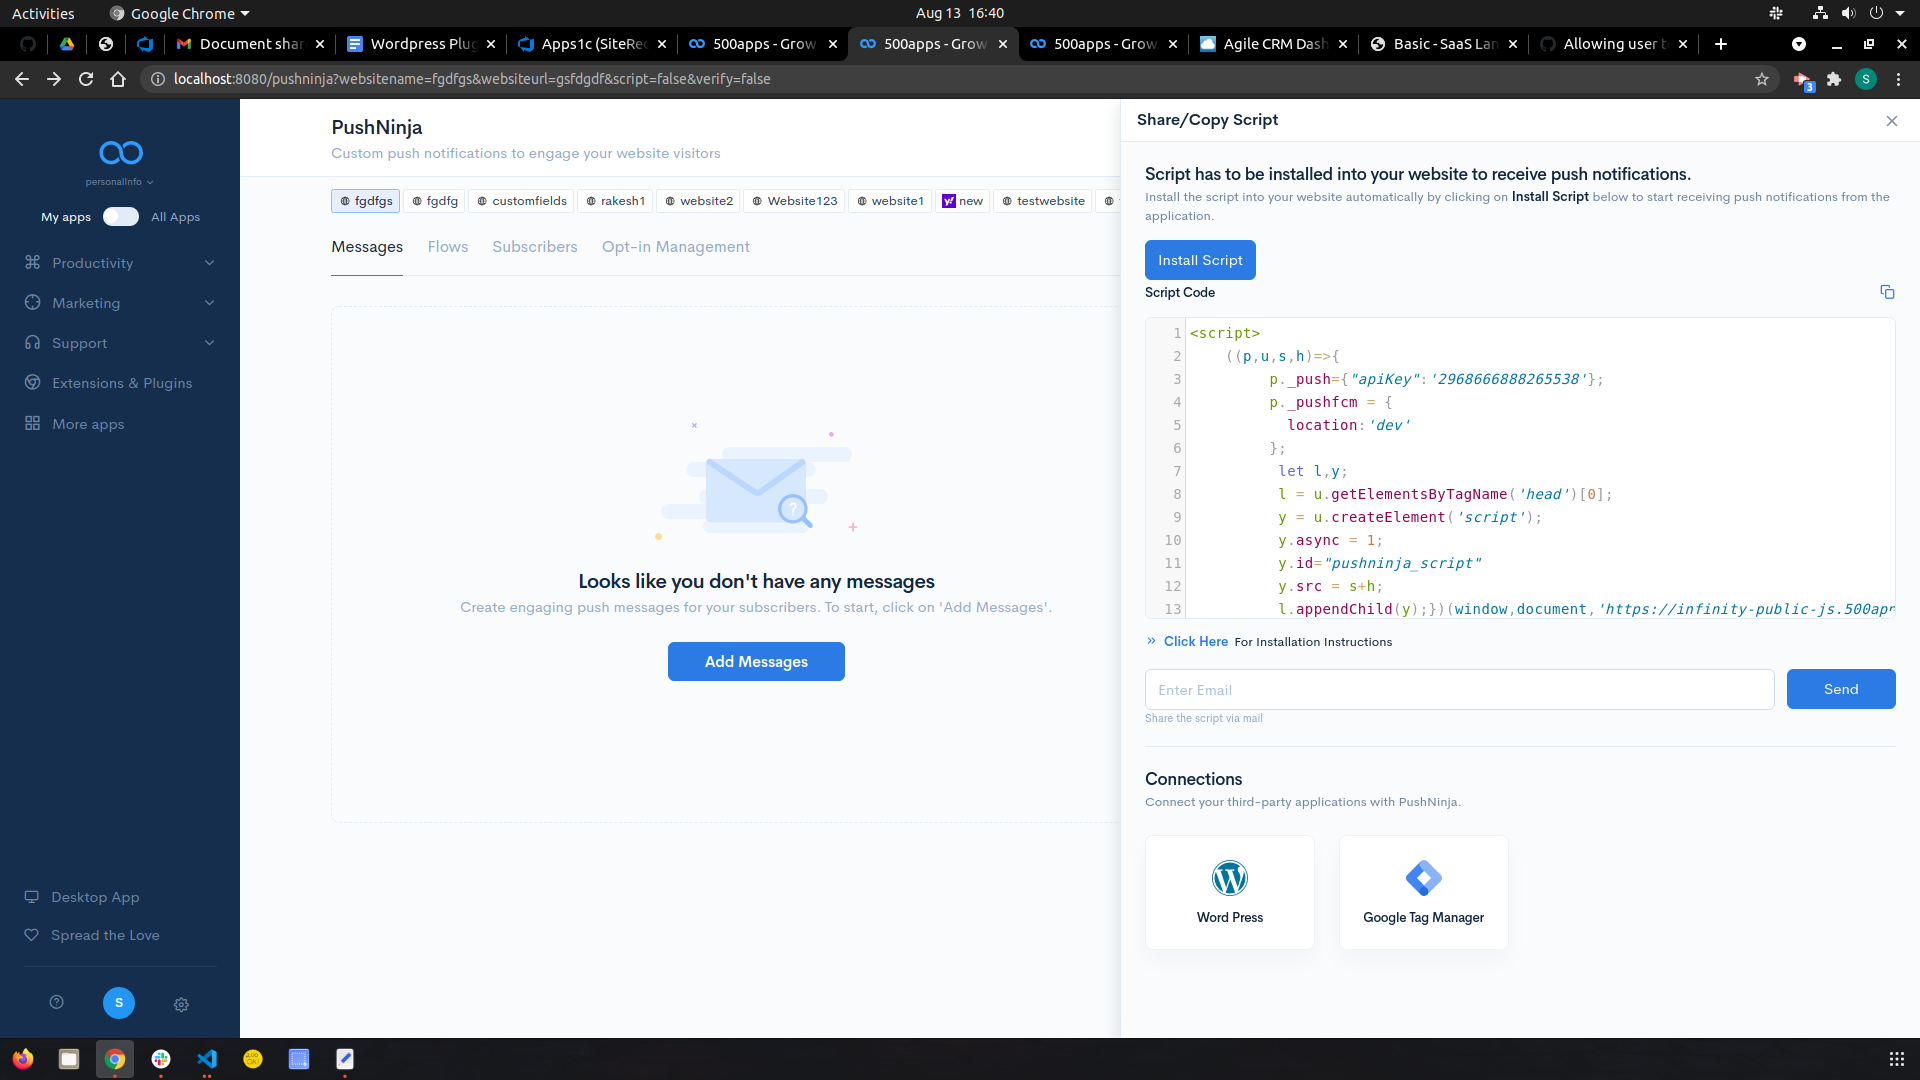 Activities
Google Chrome
Aug 13 16:40
Document shar
Wordpress Plug
Apps1c (SiteRec
500apps - Grow
500apps - Grow
500apps - Grow
Agile CRM Dash
Basic - SaaS Lan
Allowing user t
localhost:8080/pushninja?websitename=fgdfgs&websiteurl=gsfdgdf&script=false&verify=false
3
S
personalInfo
My apps
All Apps
Productivity
Marketing
Support
Extensions & Plugins
More apps
Desktop App
Spread the Love
S
PushNinja
Custom push notifications to engage your website visitors
fgdfgs
fgdfg
customfields
rakesh1
website2
Website123
website1
new
testwebsite
Messages
Flows
Subscribers
Opt-in Management
Looks like you don't have any messages
Create engaging push messages for your subscribers. To start, click on 'Add Messages'.
Add Messages
Share/Copy Script
Script has to be installed into your website to receive push notifications.
Install the script into your website automatically by clicking on Install Script below to start receiving push notifications from the
application.
Install Script
Script Code
1 <script>
2 ((p,u,s,h)=>{
3 p._push={"apiKey":'2968666888265538'};
4 p._pushfcm = {
5 location:'dev'
6 };
7 let l,y;
8 l = u.getElementsByTagName('head')[0];
9 y = u.createElement('script');
10 y.async = 1;
11 y.id="pushninja_script"
12 y.src = s+h;
13 l.appendChild(y);})(window,document,'https://infinity-public-js.500apr
Click Here For Installation Instructions
Enter Email
Send
Share the script via mail
Connections
Connect your third-party applications with PushNinja.
Word Press
Google Tag Manager